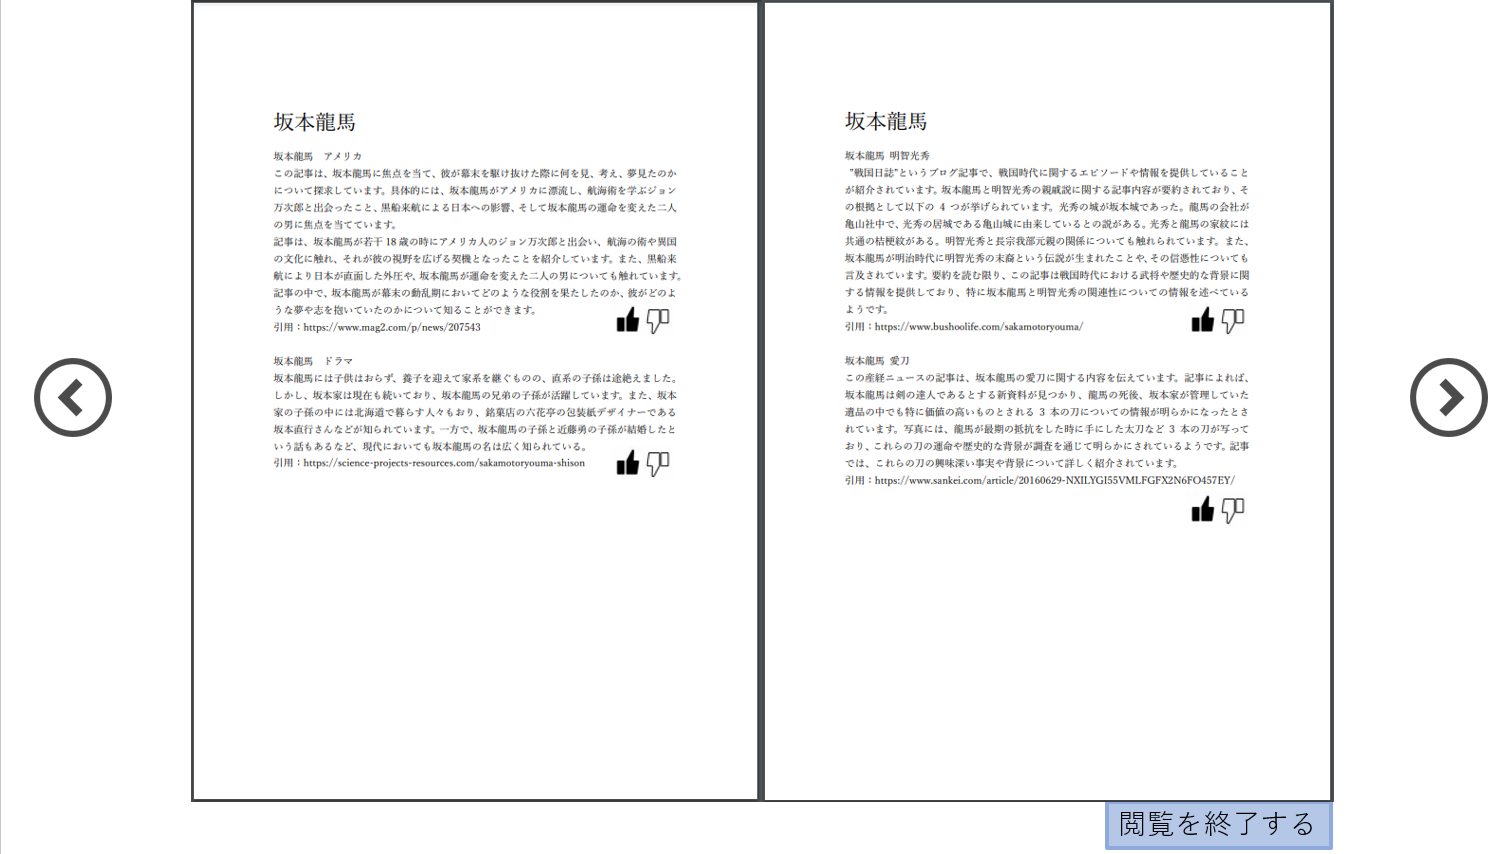 坂本龍馬
坂本龍馬　アメリカ
この記事は、坂本龍馬に焦点を当て、彼が幕末を駆け抜けた際に何を見、考え、夢見たのか
について探求しています。具体的には、坂本龍馬がアメリカに漂流し、航海術を学ぶジョン
万次郎と出会ったこと、黒船来航による日本への影響、そして坂本龍馬の運命を変えた二人
の男に焦点を当てています。
記事は、坂本龍馬が若干 18 歳の時にアメリカ人のジョン万次郎と出会い、航海の術や異国
の文化に触れ、それが彼の視野を広げる契機となったことを紹介しています。また、黒船来
航により日本が直面した外圧や、坂本龍馬が運命を変えた二人の男についても触れています。
記事の中で、坂本龍馬が幕末の動乱期においてどのような役割を果たしたのか、彼がどのよ
うな夢や志を抱いていたのかについて知ることができます。
引用：https://www.mag2.com/p/news/207543
坂本龍馬　ドラマ
坂本龍馬には子供はおらず、養子を迎えて家系を継ぐものの、直系の子孫は途絶えました。
しかし、坂本家は現在も続いており、坂本龍馬の兄弟の子孫が活躍しています。また、坂本
家の子孫の中には北海道で暮らす人々もおり、銘菓店の六花亭の包装紙デザイナーである
坂本直行さんなどが知られています。一方で、坂本龍馬の子孫と近藤勇の子孫が結婚したと
いう話もあるなど、現代においても坂本龍馬の名は広く知られている。
引用：https://science-projects-resources.com/sakamotoryouma-shison
坂本龍馬
坂本龍馬 明智光秀
"戦国日誌"というブログ記事で、戦国時代に関するエピソードや情報を提供していること
が紹介されています。坂本龍馬と明智光秀の親戚説に関する記事内容が要約されており、そ
の根拠として以下の 4 つが挙げられています。光秀の城が坂本城であった。龍馬の会社が
亀山社中で、光秀の居城である亀山城に由来しているとの説がある。光秀と龍馬の家紋には
共通の桔梗紋がある。明智光秀と長宗我部元親の関係についても触れられています。また、
坂本龍馬が明治時代に明智光秀の末裔という伝説が生まれたことや、その信憑性についても
言及されています。要約を読む限り、この記事は戦国時代における武将や歴史的な背景に関
する情報を提供しており、特に坂本龍馬と明智光秀の関連性についての情報を述べている
ようです。
引用：https://www.bushoolife.com/sakamotoryouma/
坂本龍馬 愛刀
この産経ニュースの記事は、坂本龍馬の愛刀に関する内容を伝えています。記事によれば、
坂本龍馬は剣の達人であるとする新資料が見つかり、龍馬の死後、坂本家が管理していた
遺品の中でも特に価値の高いものとされる 3 本の刀についての情報が明らかになったとさ
れています。写真には、龍馬が最期の抵抗をした時に手にした太刀など 3 本の刀が写って
おり、これらの刀の運命や歴史的な背景が調査を通じて明らかにされているようです。記事
では、これらの刀の興味深い事実や背景について詳しく紹介されています。
引用：https://www.sankei.com/article/20160629-NXILYGI55VMLFGFX2N6FO457EY/
閲覧を終了する